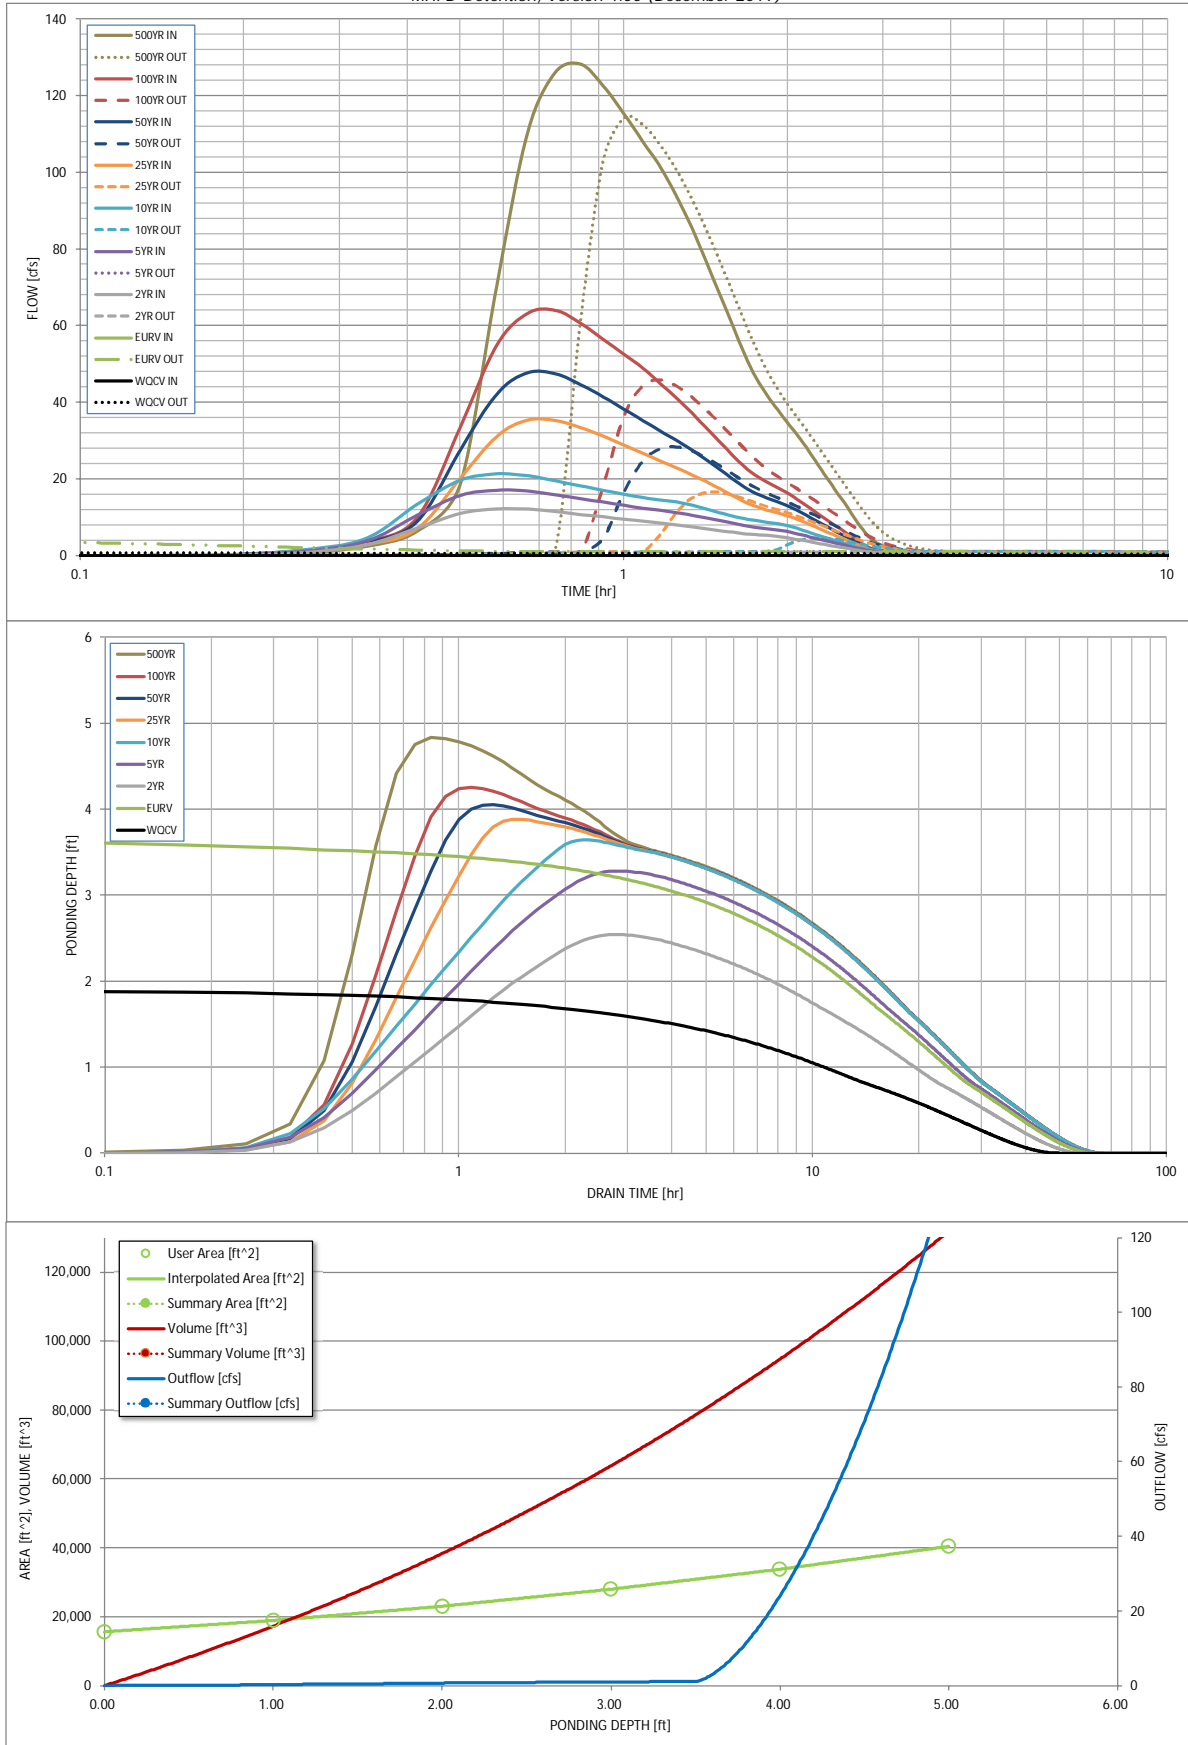 500YR IN
500YR OUT
100YR IN
100YR OUT
50YR IN
50YR OUT
25YR IN
25YR OUT
10YR IN
10YR OUT
5YR IN
5YR OUT
2YR IN
2YR OUT
EURV IN
EURV OUT
WQCV IN
WQCV OUT
FLOW [cfs]
140
120
100
80
60
40
20
0
0.1
1
10
TIME [hr]
500YR
100YR
50YR
25YR
10YR
5YR
2YR
EURV
WQCV
PONDING DEPTH [ft]
6
5
4
3
2
1
0
0.1
1
10
100
DRAIN TIME [hr]
User Area [ft^2]
Interpolated Area [ft^2]
Summary Area [ft^2]
Volume [ft^3]
Summary Volume [ft^3]
Outflow [cfs]
Summary Outflow [cfs]
AREA [ft^2], VOLUME [ft^3]
120,000
100,000
80,000
60,000
40,000
20,000
0
OUTFLOW [cfs]
120
100
80
60
40
20
0
0.00
1.00
2.00
3.00
4.00
5.00
6.00
PONDING DEPTH [ft]